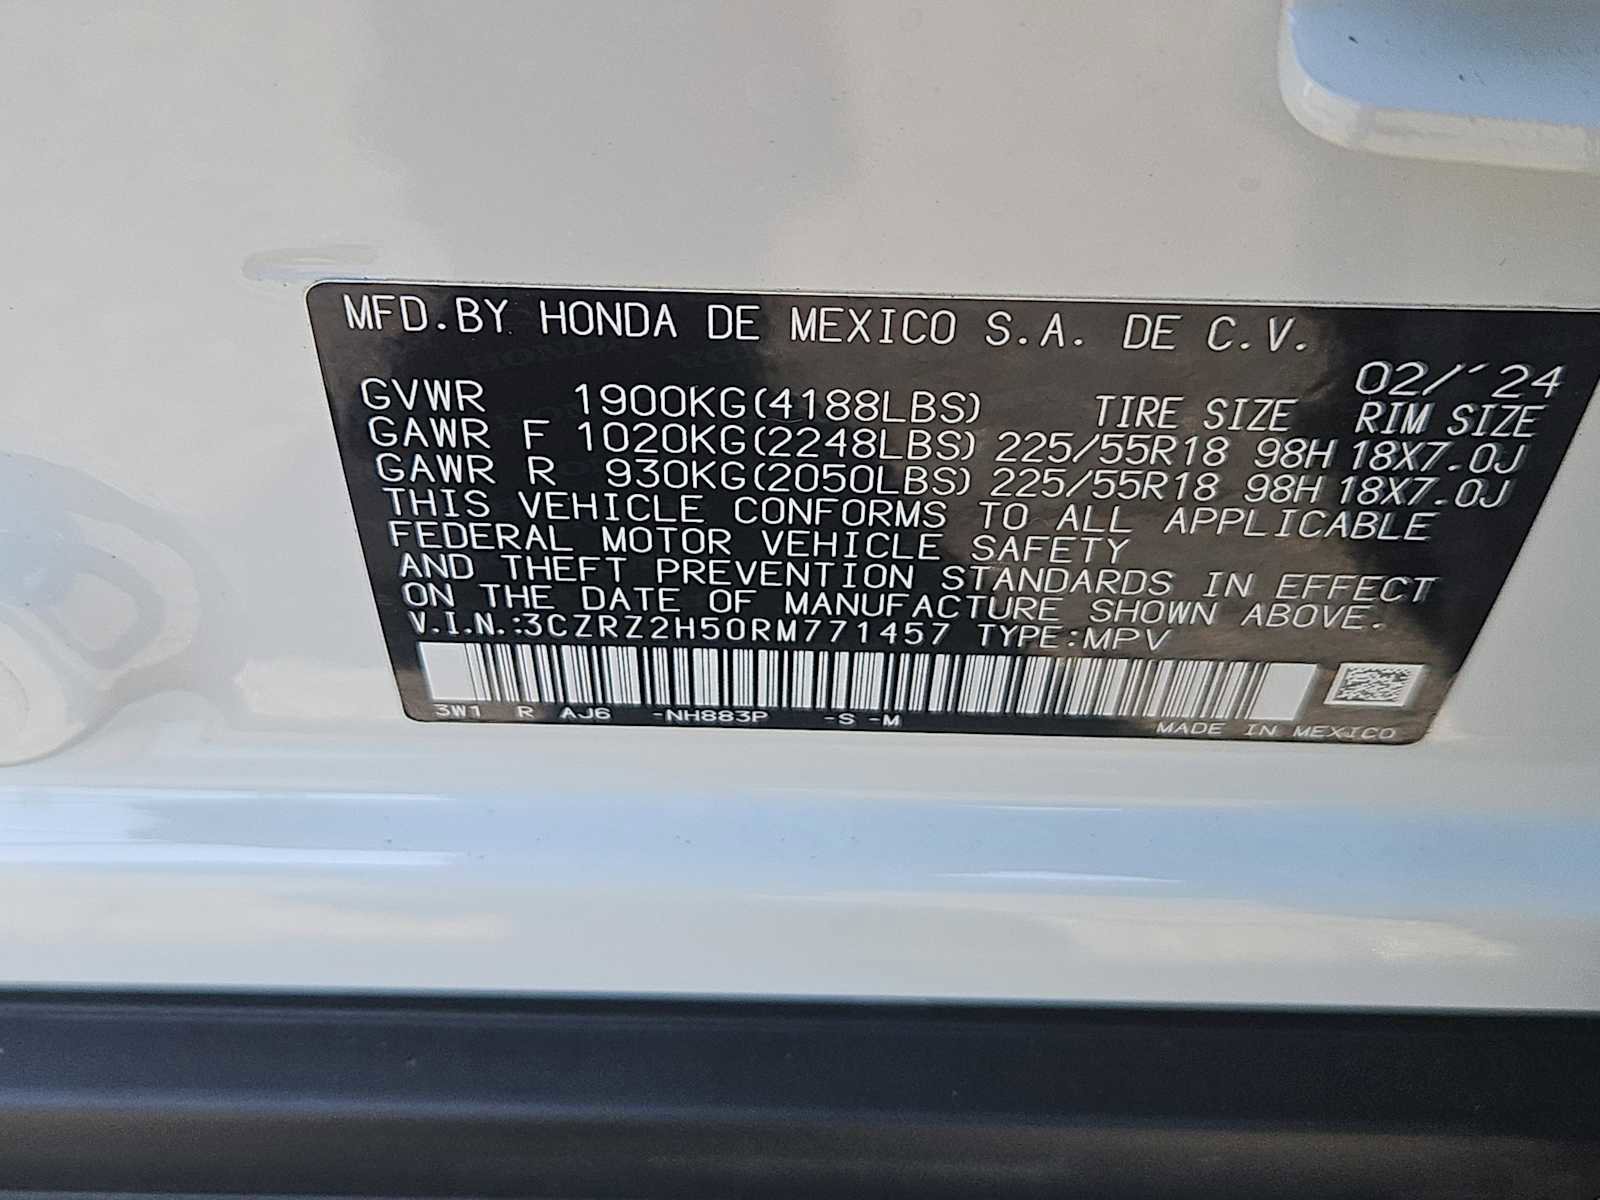 MFD.BY HONDA DE MEXICO S.A. DE C.V.
02/'24
GVWR 1900KG(4188LBS) TIRE SIZE RIM SIZE
GAWR F 1020KG(2248LBS) 225/55R18 98H 18X7.0J
GAWR R 930KG(2050LBS) 225/55R18 98H 18X7.0J
THIS VEHICLE CONFORMS TO ALL APPLICABLE
FEDERAL MOTOR VEHICLE SAFETY
AND THEFT PREVENTION STANDARDS IN EFFECT
ON THE DATE OF MANUFACTURE SHOWN ABOVE.
V.I.N.:3CZRZ2H50RM771457 TYPE:MPV
3W1 R AJ6 -NH883P -S -M
MADE IN MEXICO